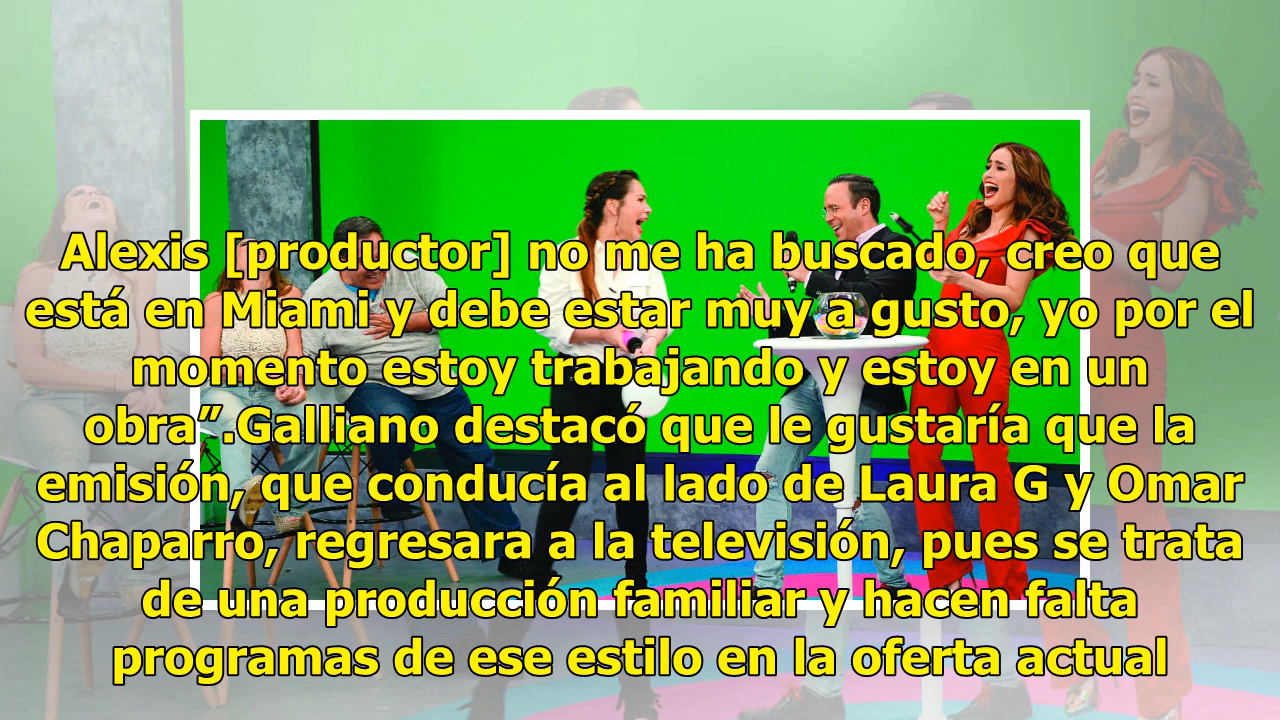 Alexis [productor] no me ha buscado, creo que
está en Miami y debe estar muy a gusto, yo por el
momento estoy trabajando y estoy en un
obra”.Galliano destacó que le gustaría que la
emisión, que conducía al lado de Laura G y Omar
Chaparro, regresara a la televisión, pues se trata
de una producción familiar y hacen falta
programas de ese estilo en la oferta actual